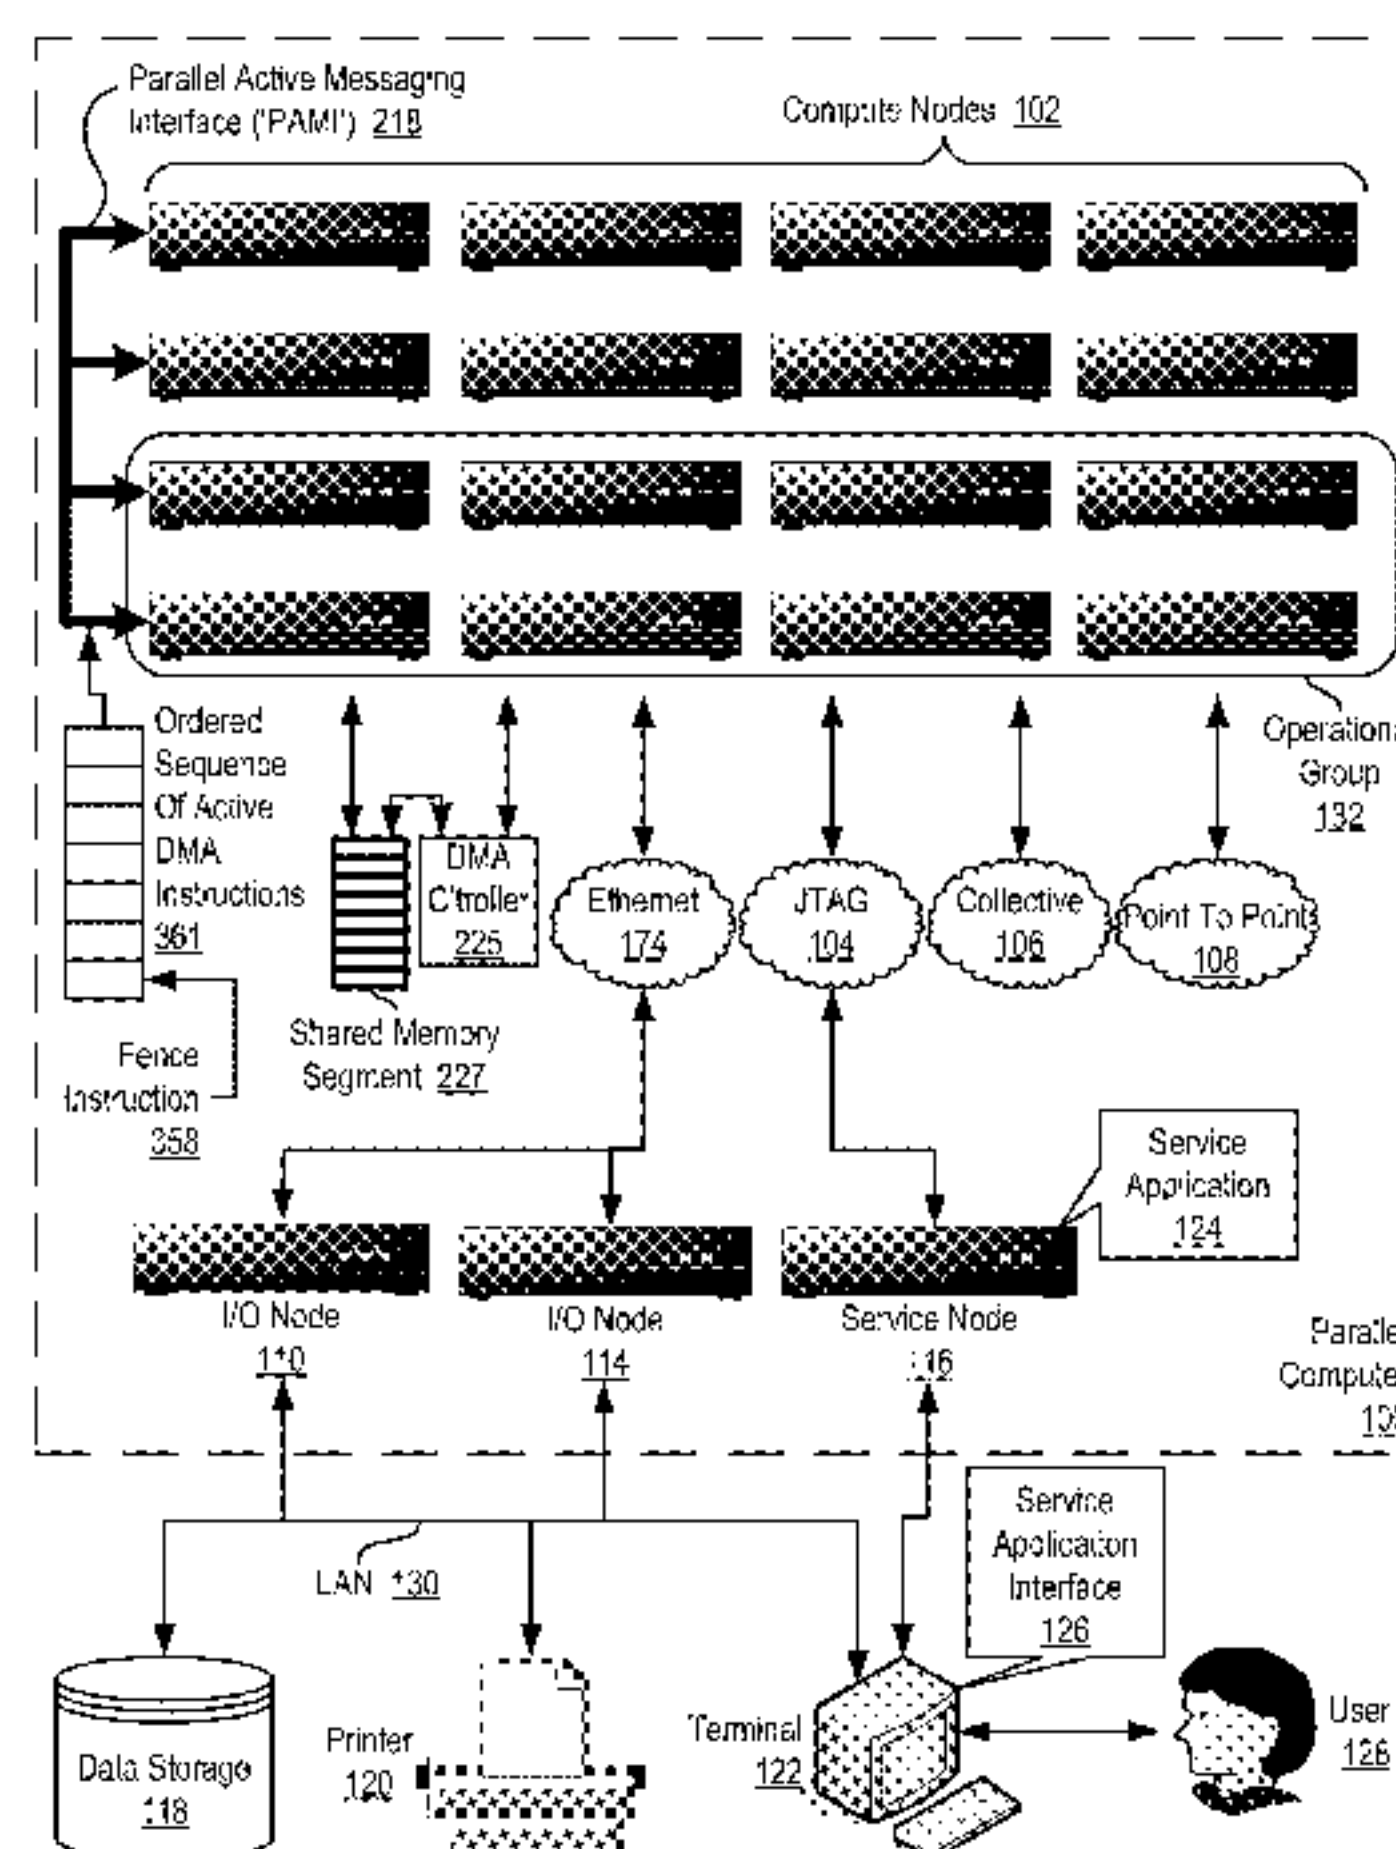 Parallel Active Messaging
Interface ('PAMI') 218
Compute Nodes 102
Ordered
Sequence
Of Active
DMA
Instructions
361
Operationa
Group
132
DMA
C'troller
225
Ethernet
174
JTAG
104
Collective
106
Point To Point
108
Shared Memory
Segment 227
Fence
Instruction
358
Service
Application
124
I/O Node
110
I/O Node
114
Service Node
116
Paralle
Compute
LAN 130
Service
Application
Interface
126
Data Storage
118
Printer
120
Terminal
122
User